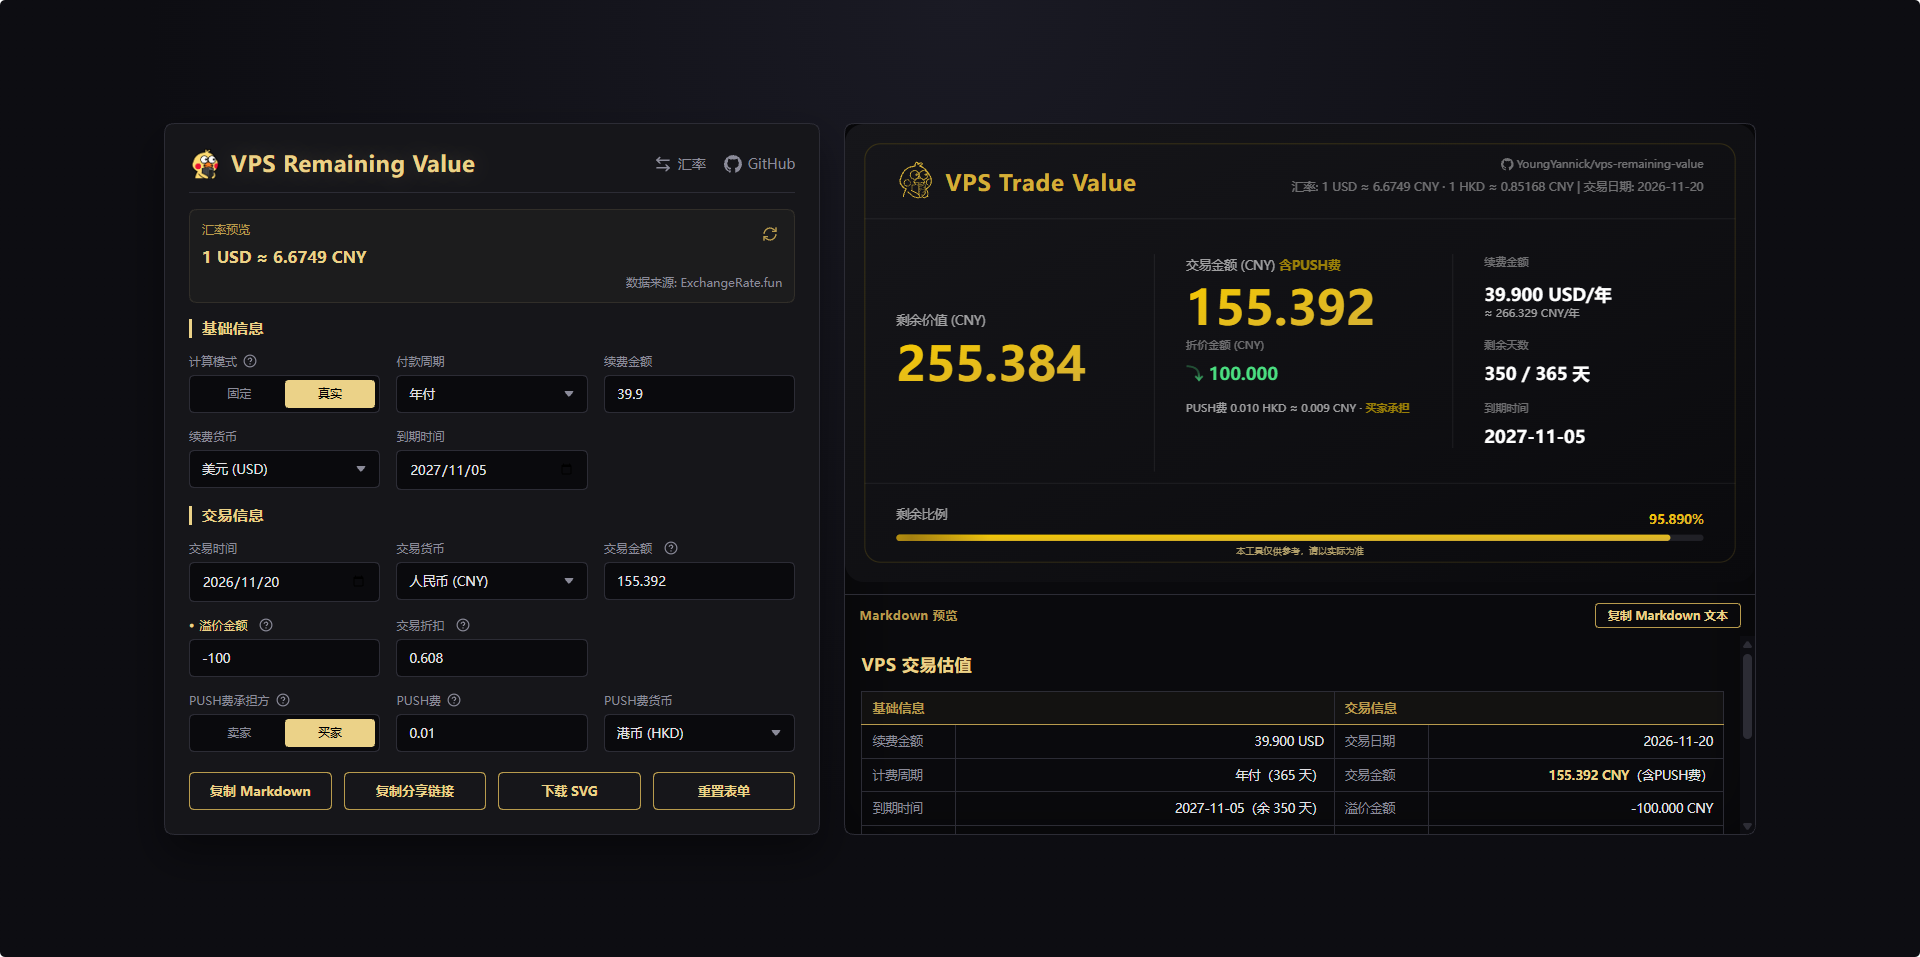 VPS Remaining Value
汇率
GitHub
汇率预览
1 USD ≈ 6.6749 CNY
数据来源: ExchangeRate.fun
基础信息
计算模式 付款周期 续费金额
固定 真实 年付 39.9
续费货币 到期时间
美元 (USD) 2027/11/05
交易信息
交易时间 交易货币 交易金额
2026/11/20 人民币 (CNY) 155.392
• 溢价金额 交易折扣
-100 0.608
PUSH费承担方 PUSH费 PUSH费货币
卖家 买家 0.01 港币 (HKD)
复制 Markdown 复制分享链接 下载 SVG 重置表单
VPS Trade Value
YoungYannick/vps-remaining-value
汇率: 1 USD ≈ 6.6749 CNY · 1 HKD ≈ 0.85168 CNY | 交易日期: 2026-11-20
剩余价值 (CNY)
255.384
交易金额 (CNY) 含PUSH费
155.392
折价金额 (CNY)
100.000
PUSH费 0.010 HKD ≈ 0.009 CNY · 买家承担
续费金额
39.900 USD/年
≈ 266.329 CNY/年
剩余天数
350 / 365 天
到期时间
2027-11-05
剩余比例
95.890%
本工具仅供参考，请以实际为准
Markdown 预览
复制 Markdown 文本
VPS 交易估值
基础信息 交易信息
续费金额 39.900 USD 交易日期 2026-11-20
计费周期 年付（365 天） 交易金额 155.392 CNY（含PUSH费）
到期时间 2027-11-05（余 350 天） 溢价金额 -100.000 CNY